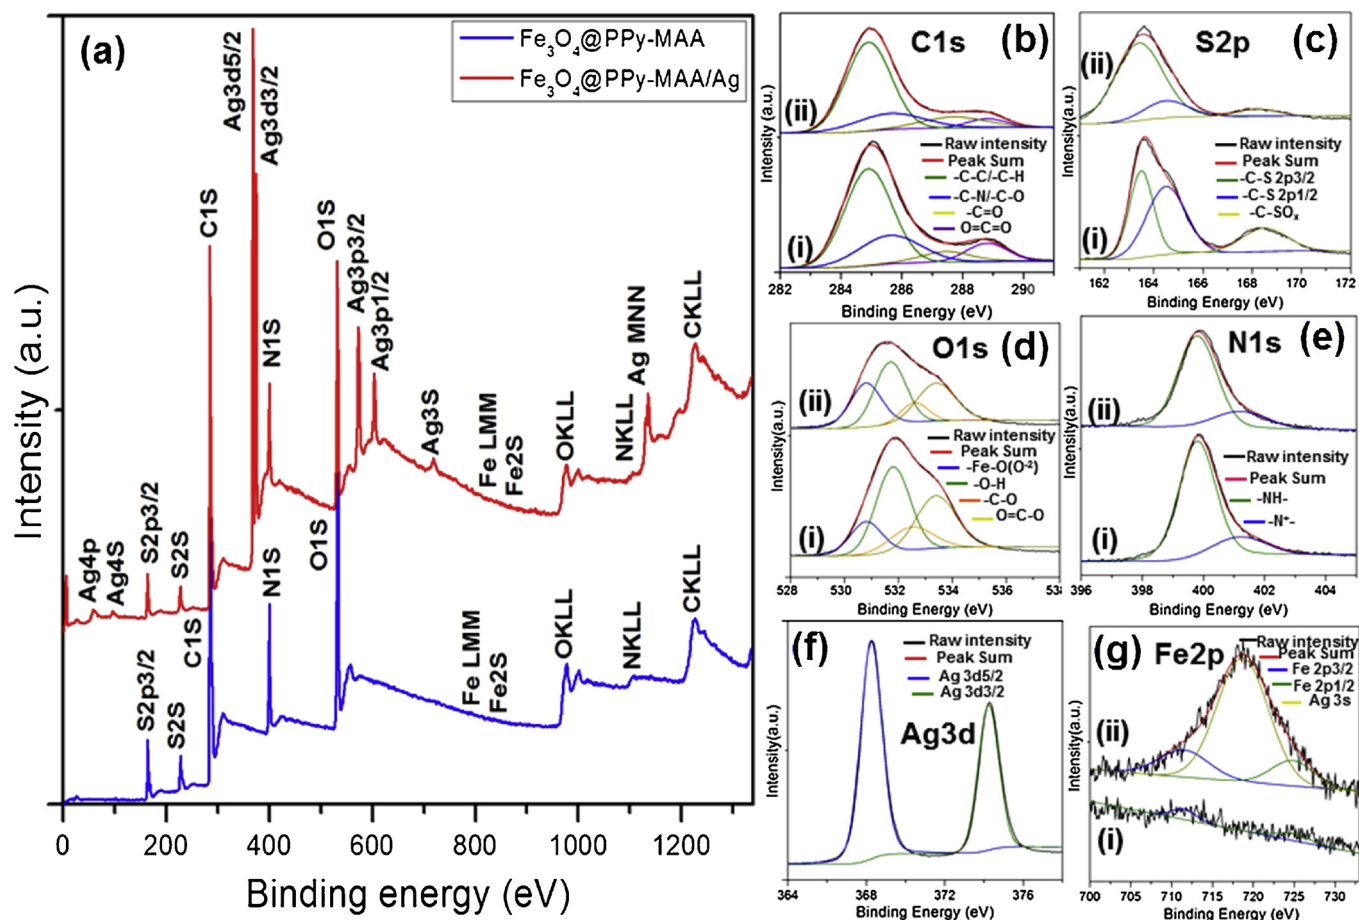 (a)
Fe3O4@PPy-MAA
Fe3O4@PPy-MAA/Ag
Ag4p
Ag4S
S2p3/2
S2S
C1S
Ag3d5/2
Ag3d3/2
N1S
O1S
Ag3p3/2
Ag3p1/2
Ag3S
Fe LMM
Fe2S
OKLL
NKLL
Ag MNN
CKLL
S2p3/2
S2S
C1S
N1S
O1S
Fe LMM
Fe2S
OKLL
NKLL
CKLL
Intensity (a.u.)
0 200 400 600 800 1000 1200
Binding energy (eV)
C1s (b)
(ii)
Raw intensity
Peak Sum
-C-C/-C-H
-C-N/-C-O
-C=O
O=C=O
(i)
Intensity (a.u.)
282 284 286 288 290
Binding Energy (eV)
S2p (c)
(ii)
Raw intensity
Peak Sum
-C-S 2p3/2
-C-S 2p1/2
-C-SOx
(i)
Intensity(a.u.)
162 164 166 168 170 172
Binding Energy (eV)
O1s (d)
(ii)
Raw intensity
Peak Sum
-Fe-O(O-2)
-O-H
-C-O
O=C-O
(i)
Intensity(a.u.)
528 530 532 534 536 538
Binding Energy (eV)
N1s (e)
(ii)
Raw intensity
Peak Sum
-NH-
-N+-
(i)
Intensity(a.u.)
396 398 400 402 404
Binding Energy (eV)
(f)
Raw intensity
Peak Sum
Ag 3d5/2
Ag 3d3/2
Ag3d
Intensity(a.u.)
364 368 372 376
Binding Energy (eV)
(g) Fe2p
Raw intensity
Peak Sum
Fe 2p3/2
Fe 2p1/2
Ag 3s
(ii)
(i)
Intensity(a.u.)
700 705 710 715 720 725 730
Binding Energy (eV)